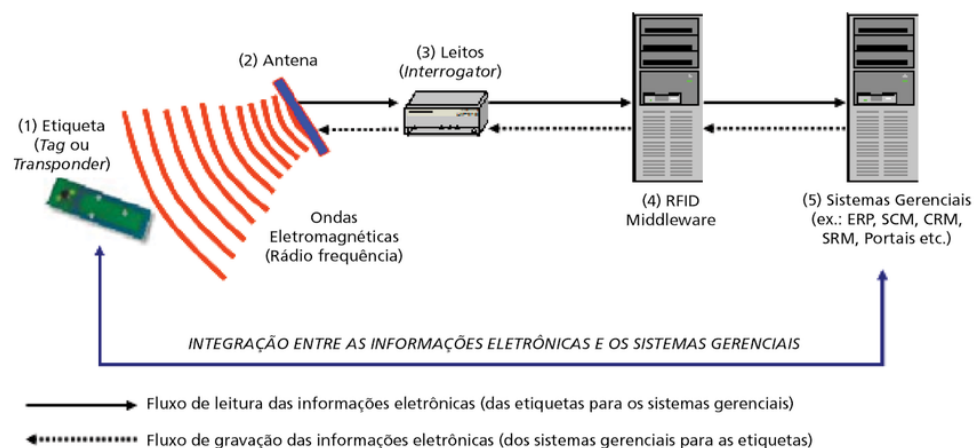 (1) Etiqueta
(Tag ou
Transponder)
(2) Antena
Ondas
Eletromagnéticas
(Rádio frequência)
(3) Leitos
(Interrogator)
(4) RFID
Middleware
(5) Sistemas Gerenciais
(ex.: ERP, SCM, CRM,
SRM, Portais etc.)
INTEGRAÇÃO ENTRE AS INFORMAÇÕES ELETRÔNICAS E OS SISTEMAS GERENCIAIS
Fluxo de leitura das informações eletrônicas (das etiquetas para os sistemas gerenciais)
Fluxo de gravação das informações eletrônicas (dos sistemas gerenciais para as etiquetas)